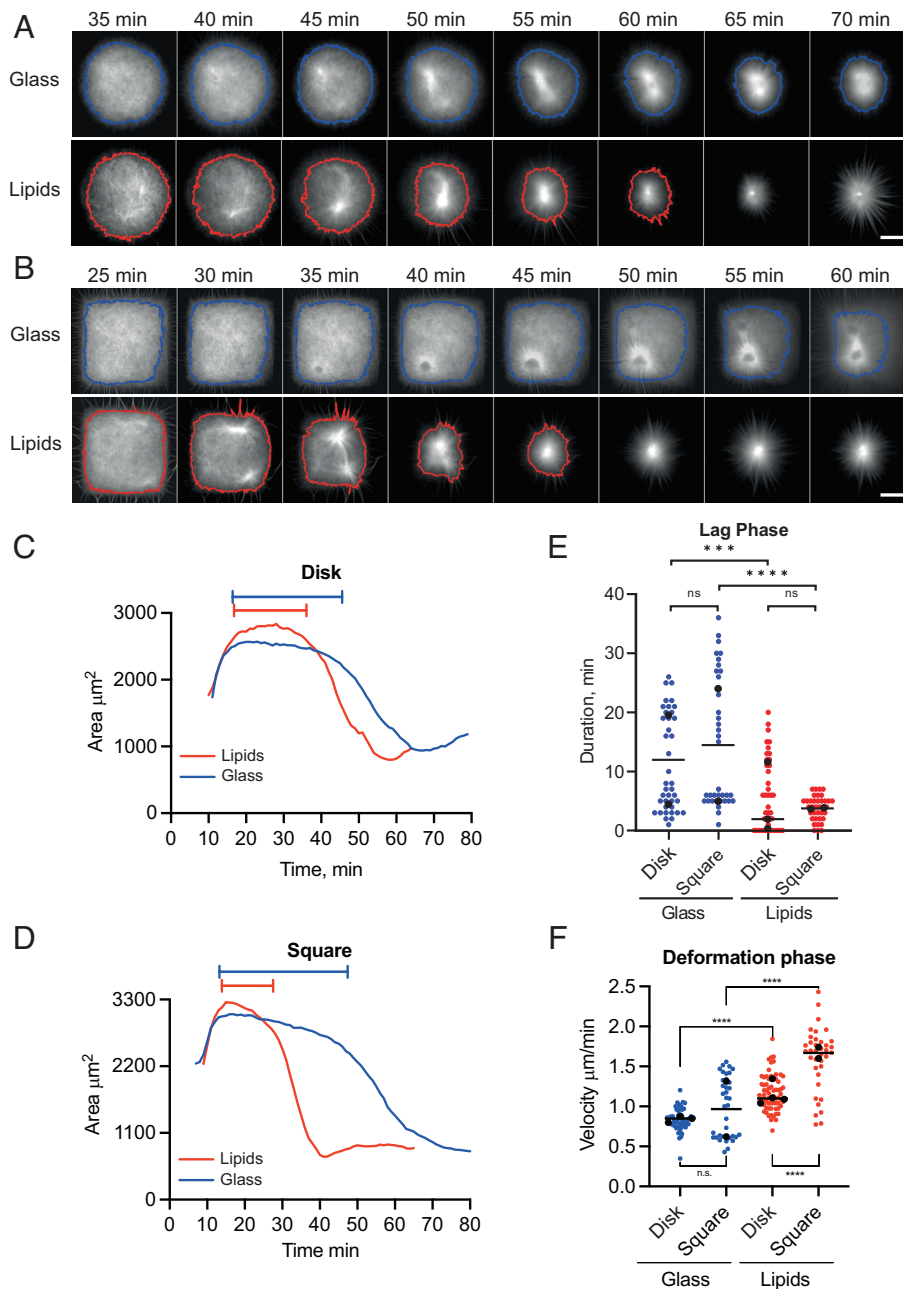 A
35 min 40 min 45 min 50 min 55 min 60 min 65 min 70 min
Glass
Lipids
B
25 min 30 min 35 min 40 min 45 min 50 min 55 min 60 min
Glass
Lipids
C
Disk
3000
2000
1000
0
Area μm2
Lipids
Glass
0 10 20 30 40 50 60 70 80
Time, min
D
Square
3300
2200
1100
0
Area μm2
Lipids
Glass
0 10 20 30 40 50 60 70 80
Time min
E
Lag Phase
***
****
ns
ns
40
30
20
10
0
Duration, min
Disk Square Disk Square
Glass Lipids
F
Deformation phase
****
****
2.5
2.0
1.5
1.0
0.5
0.0
Velocity μm/min
n.s.
****
Disk Square Disk Square
Glass Lipids